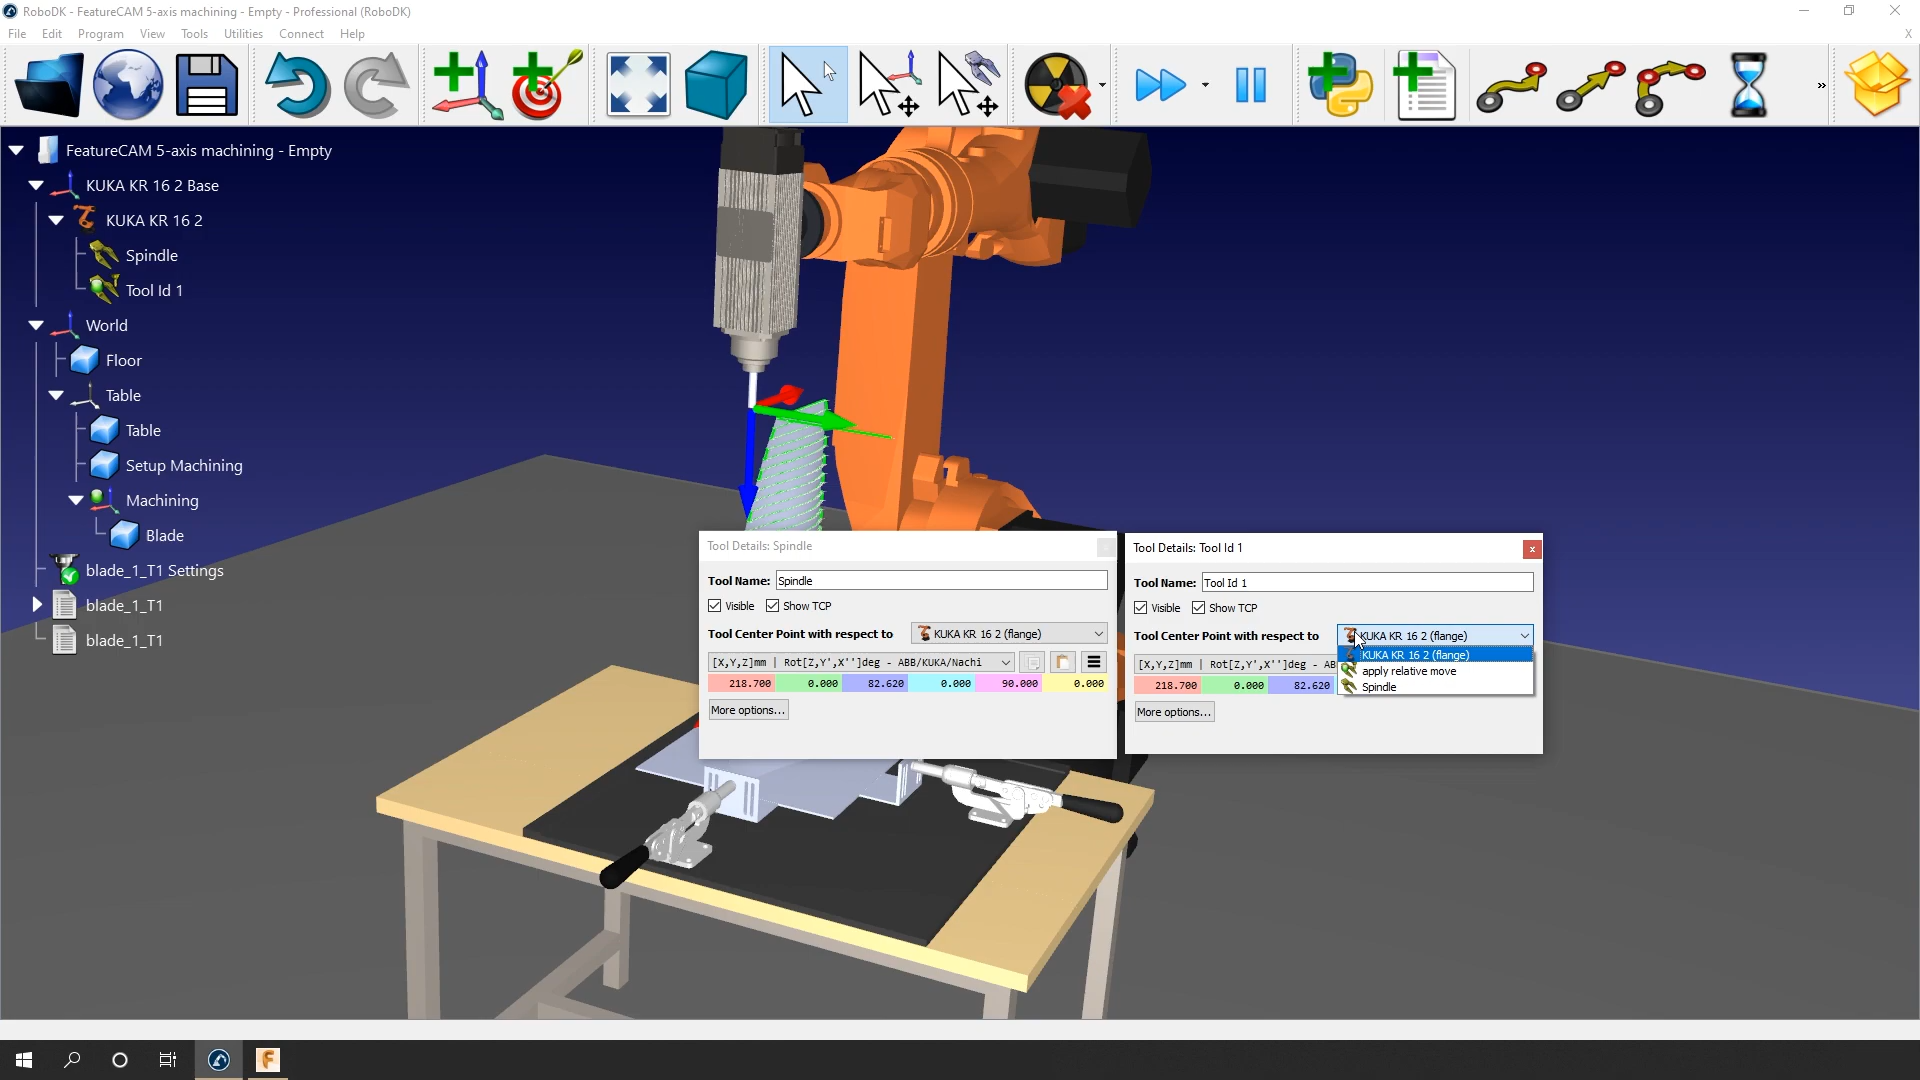 RoboDK - FeatureCAM 5-axis machining - Empty - Professional (RoboDK)
File Edit Program View Tools Utilities Connect Help X
»
FeatureCAM 5-axis machining - Empty
KUKA KR 16 2 Base
KUKA KR 16 2
Spindle
Tool Id 1
World
Floor
Table
Table
Setup Machining
Machining
Blade
blade_1_T1 Settings
blade_1_T1
blade_1_T1
Tool Details: Spindle
Tool Name: Spindle
Visible Show TCP
Tool Center Point with respect to KUKA KR 16 2 (flange)
[X,Y,Z]mm | Rot[Z,Y',X'']deg - ABB/KUKA/Nachi
218.700 0.000 82.620 0.000 90.000 0.000
More options...
Tool Details: Tool Id 1
Tool Name: Tool Id 1
Visible Show TCP
Tool Center Point with respect to KUKA KR 16 2 (flange)
KUKA KR 16 2 (flange)
[X,Y,Z]mm | Rot[Z,Y',X'']deg - AB
apply relative move
218.700 0.000 82.620
Spindle
More options...